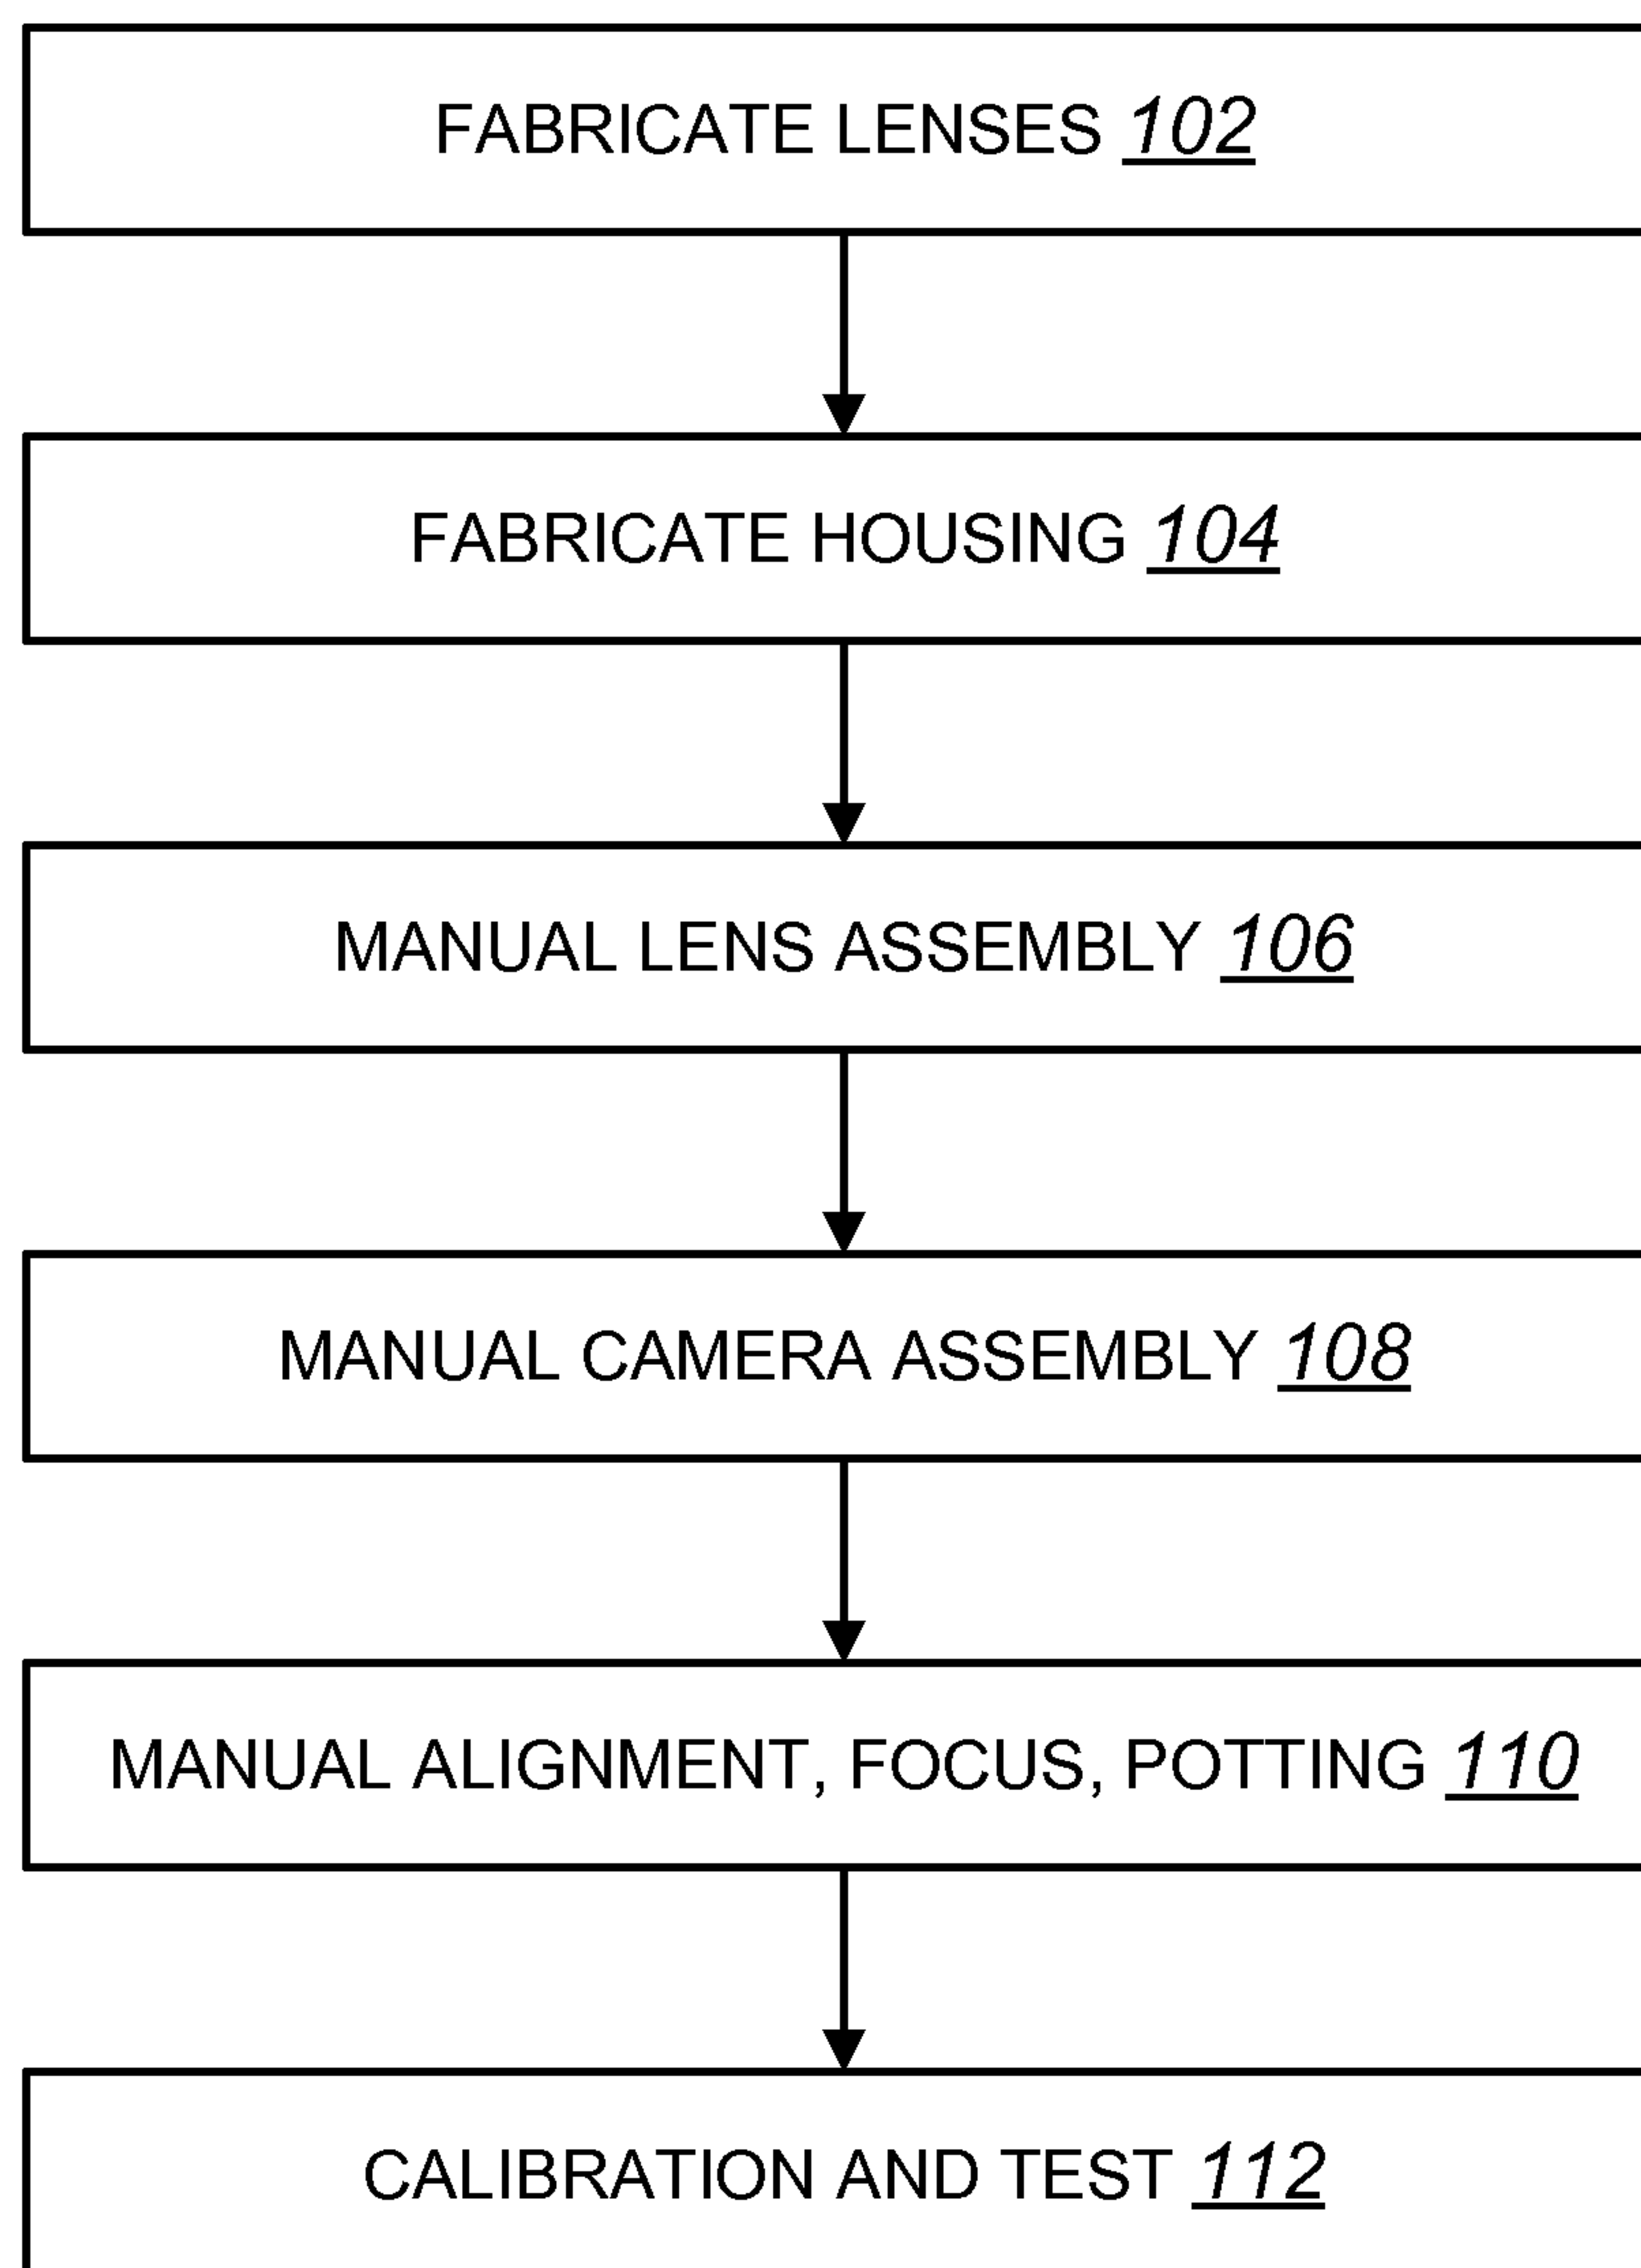 FABRICATE LENSES 102
FABRICATE HOUSING 104
MANUAL LENS ASSEMBLY 106
MANUAL CAMERA ASSEMBLY 108
MANUAL ALIGNMENT, FOCUS, POTTING 110
CALIBRATION AND TEST 112